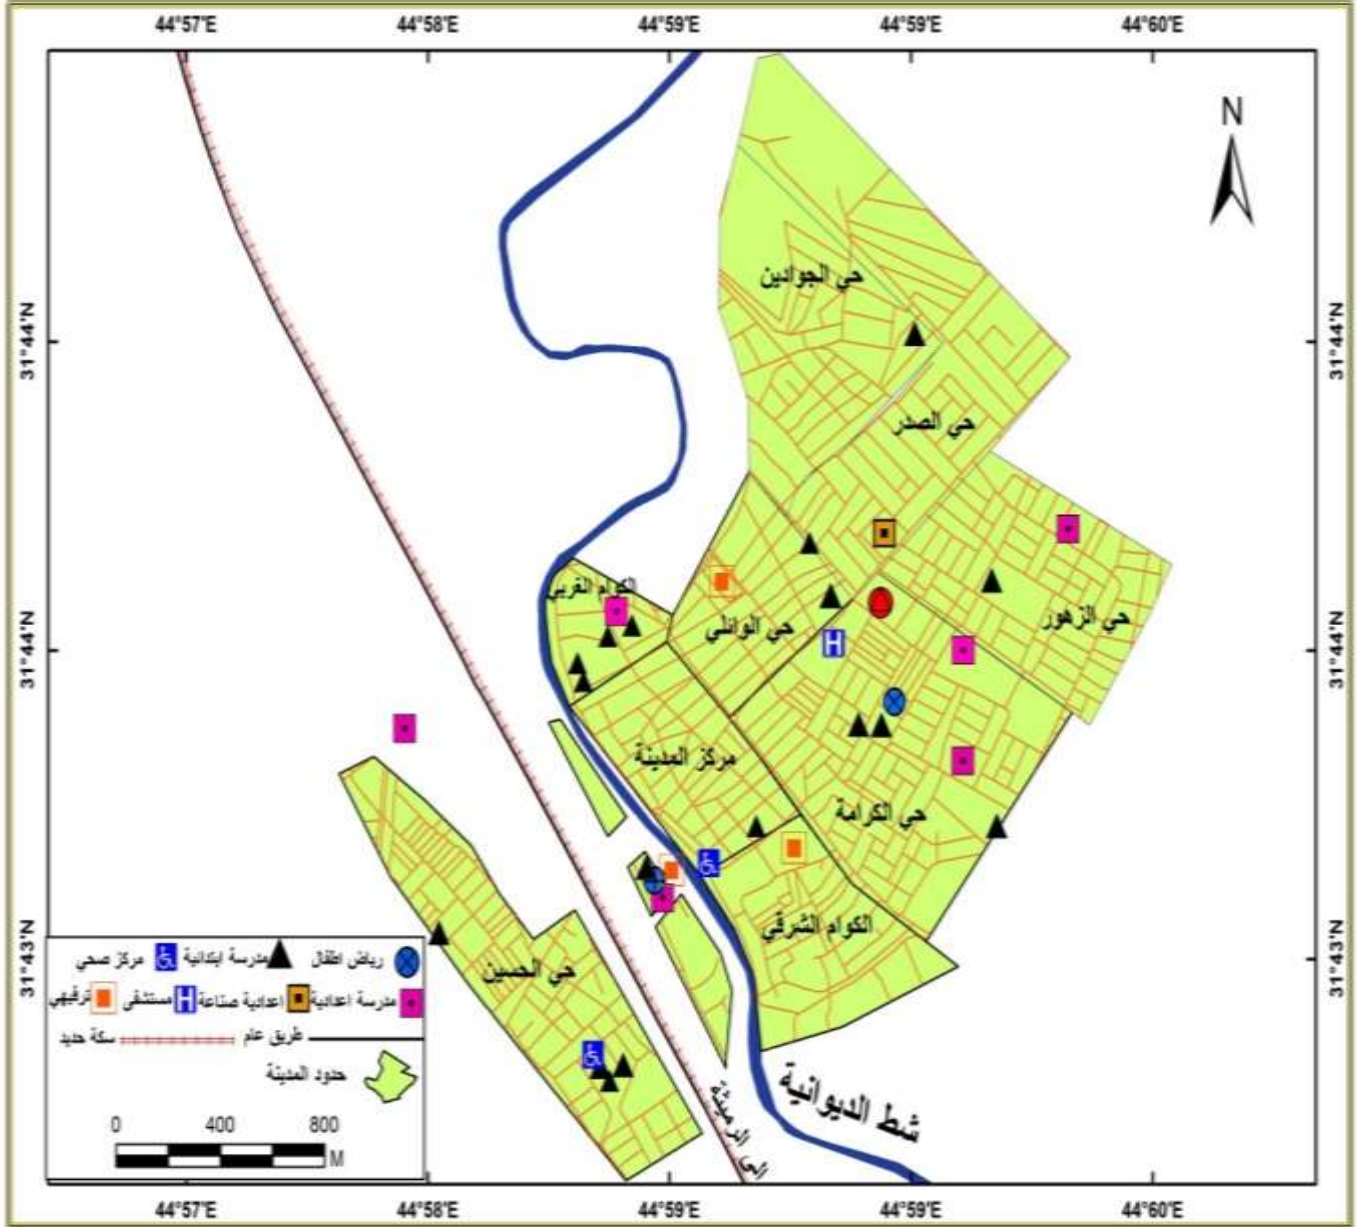 44°57'E 44°58'E 44°59'E 44°59'E 44°60'E
N
حي الجوادين
31°44'N 31°44'N
حي الصدر
الكوام الغربي
حي الزهور
حي الوائلي
H
31°44'N 31°44'N
مركز المدينة
حي الكرامة
الكوام الشرقي
حي الحسين
31°43'N 31°43'N
رياض اطفال مدرسة ابتدائية مركز صحي
مدرسة اعدادية اعدادية صناعة H مستشفى ترفيهي
طريق عام سكة حديد
حدود المدينة
0 400 800
M
شط الديوانية
الى الرميثة
44°57'E 44°58'E 44°59'E 44°59'E 44°60'E